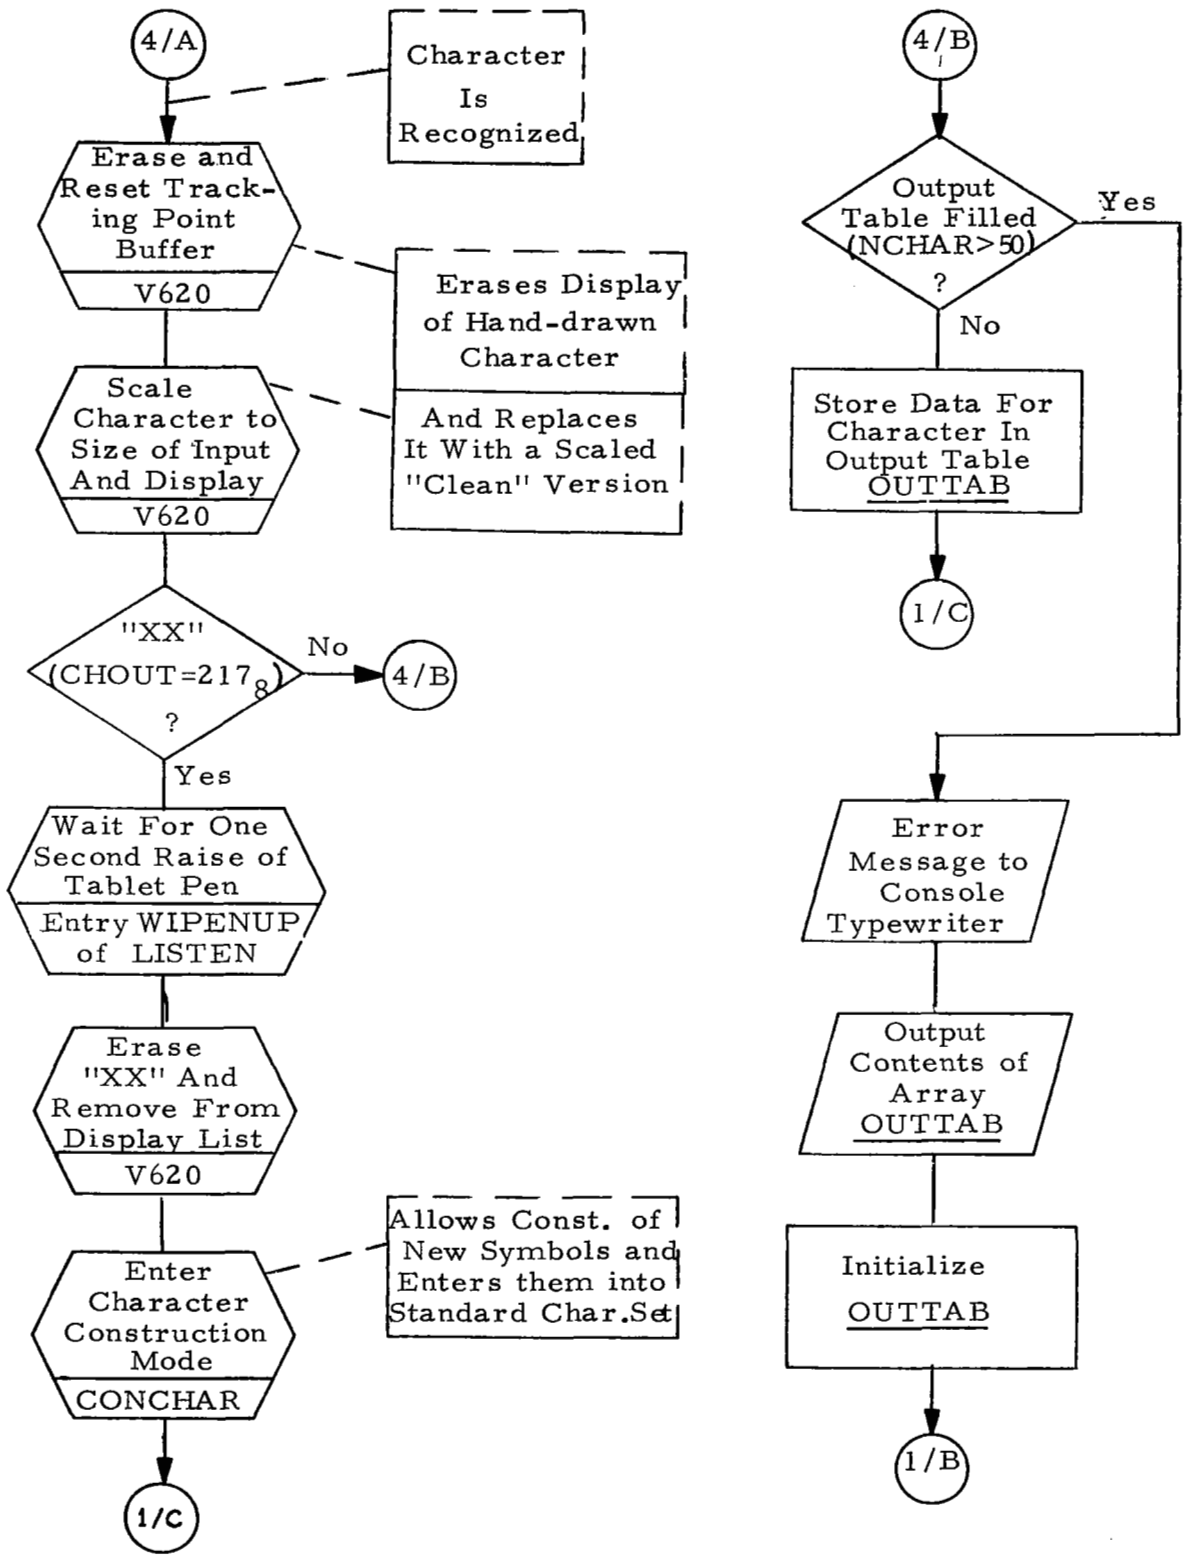 4/A
Character
Is
Recognized
Erase and
Reset Track-
ing Point
Buffer
V620
Erases Display
of Hand-drawn
Character
And Replaces
It With a Scaled
"Clean" Version
Scale
Character to
Size of Input
And Display
V620
"XX"
(CHOUT=217₈)
?
No
4/B
Yes
Wait For One
Second Raise of
Tablet Pen
Entry WIPENUP
of LISTEN
Erase
"XX" And
Remove From
Display List
V620
Allows Const. of
New Symbols and
Enters them into
Standard Char.Set
Enter
Character
Construction
Mode
CONCHAR
1/C
4/B
Output
Table Filled
(NCHAR>50)
?
Yes
No
Store Data For
Character In
Output Table
OUTTAB
1/C
Error
Message to
Console
Typewriter
Output
Contents of
Array
OUTTAB
Initialize
OUTTAB
1/B